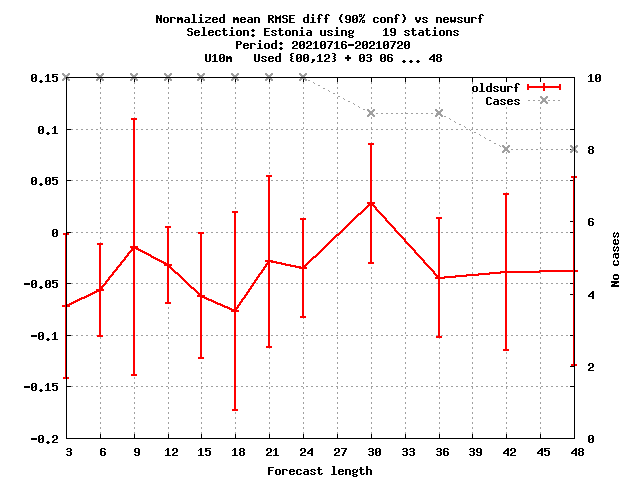 Normalized mean RMSE diff (90% conf) vs newsurf
Selection: Estonia using    19 stations
Period: 20210716-20210720
U10m   Used {00,12} + 03 06 ... 48
oldsurf
Cases
0.15
0.1
0.05
0
-0.05
-0.1
-0.15
-0.2
10
8
6
4
2
0
No cases
3 6 9 12 15 18 21 24 27 30 33 36 39 42 45 48
Forecast length